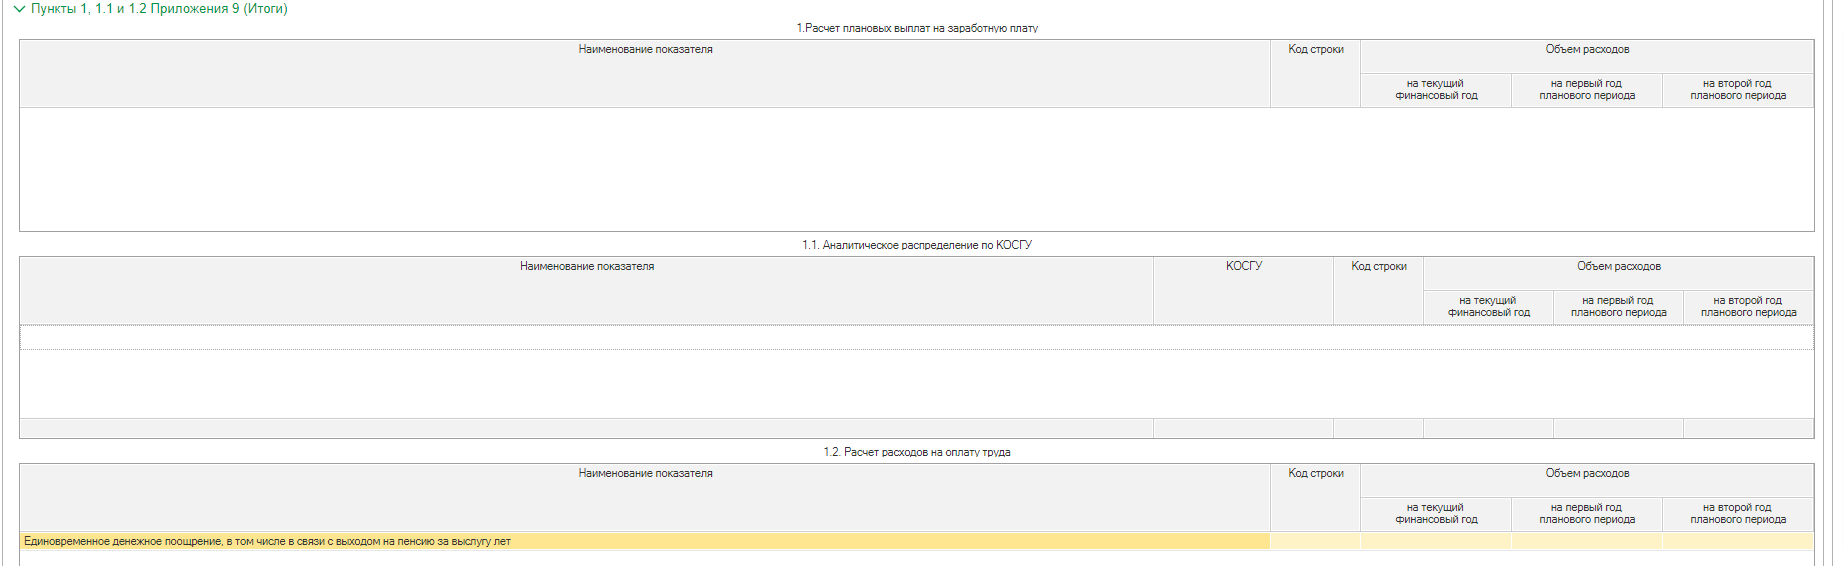 Пункты 1, 1.1 и 1.2 Приложения 9 (Итоги)
1.Расчет плановых выплат на заработную плату
Наименование показателя
Код строки
Объем расходов
на текущий
финансовый год
на первый год
планового периода
на второй год
планового периода
1.1. Аналитическое распределение по КОСГУ
Наименование показателя
КОСГУ
Код строки
Объем расходов
на текущий
финансовый год
на первый год
планового периода
на второй год
планового периода
1.2. Расчет расходов на оплату труда
Наименование показателя
Код строки
Объем расходов
на текущий
финансовый год
на первый год
планового периода
на второй год
планового периода
Единовременное денежное поощрение, в том числе в связи с выходом на пенсию за выслугу лет